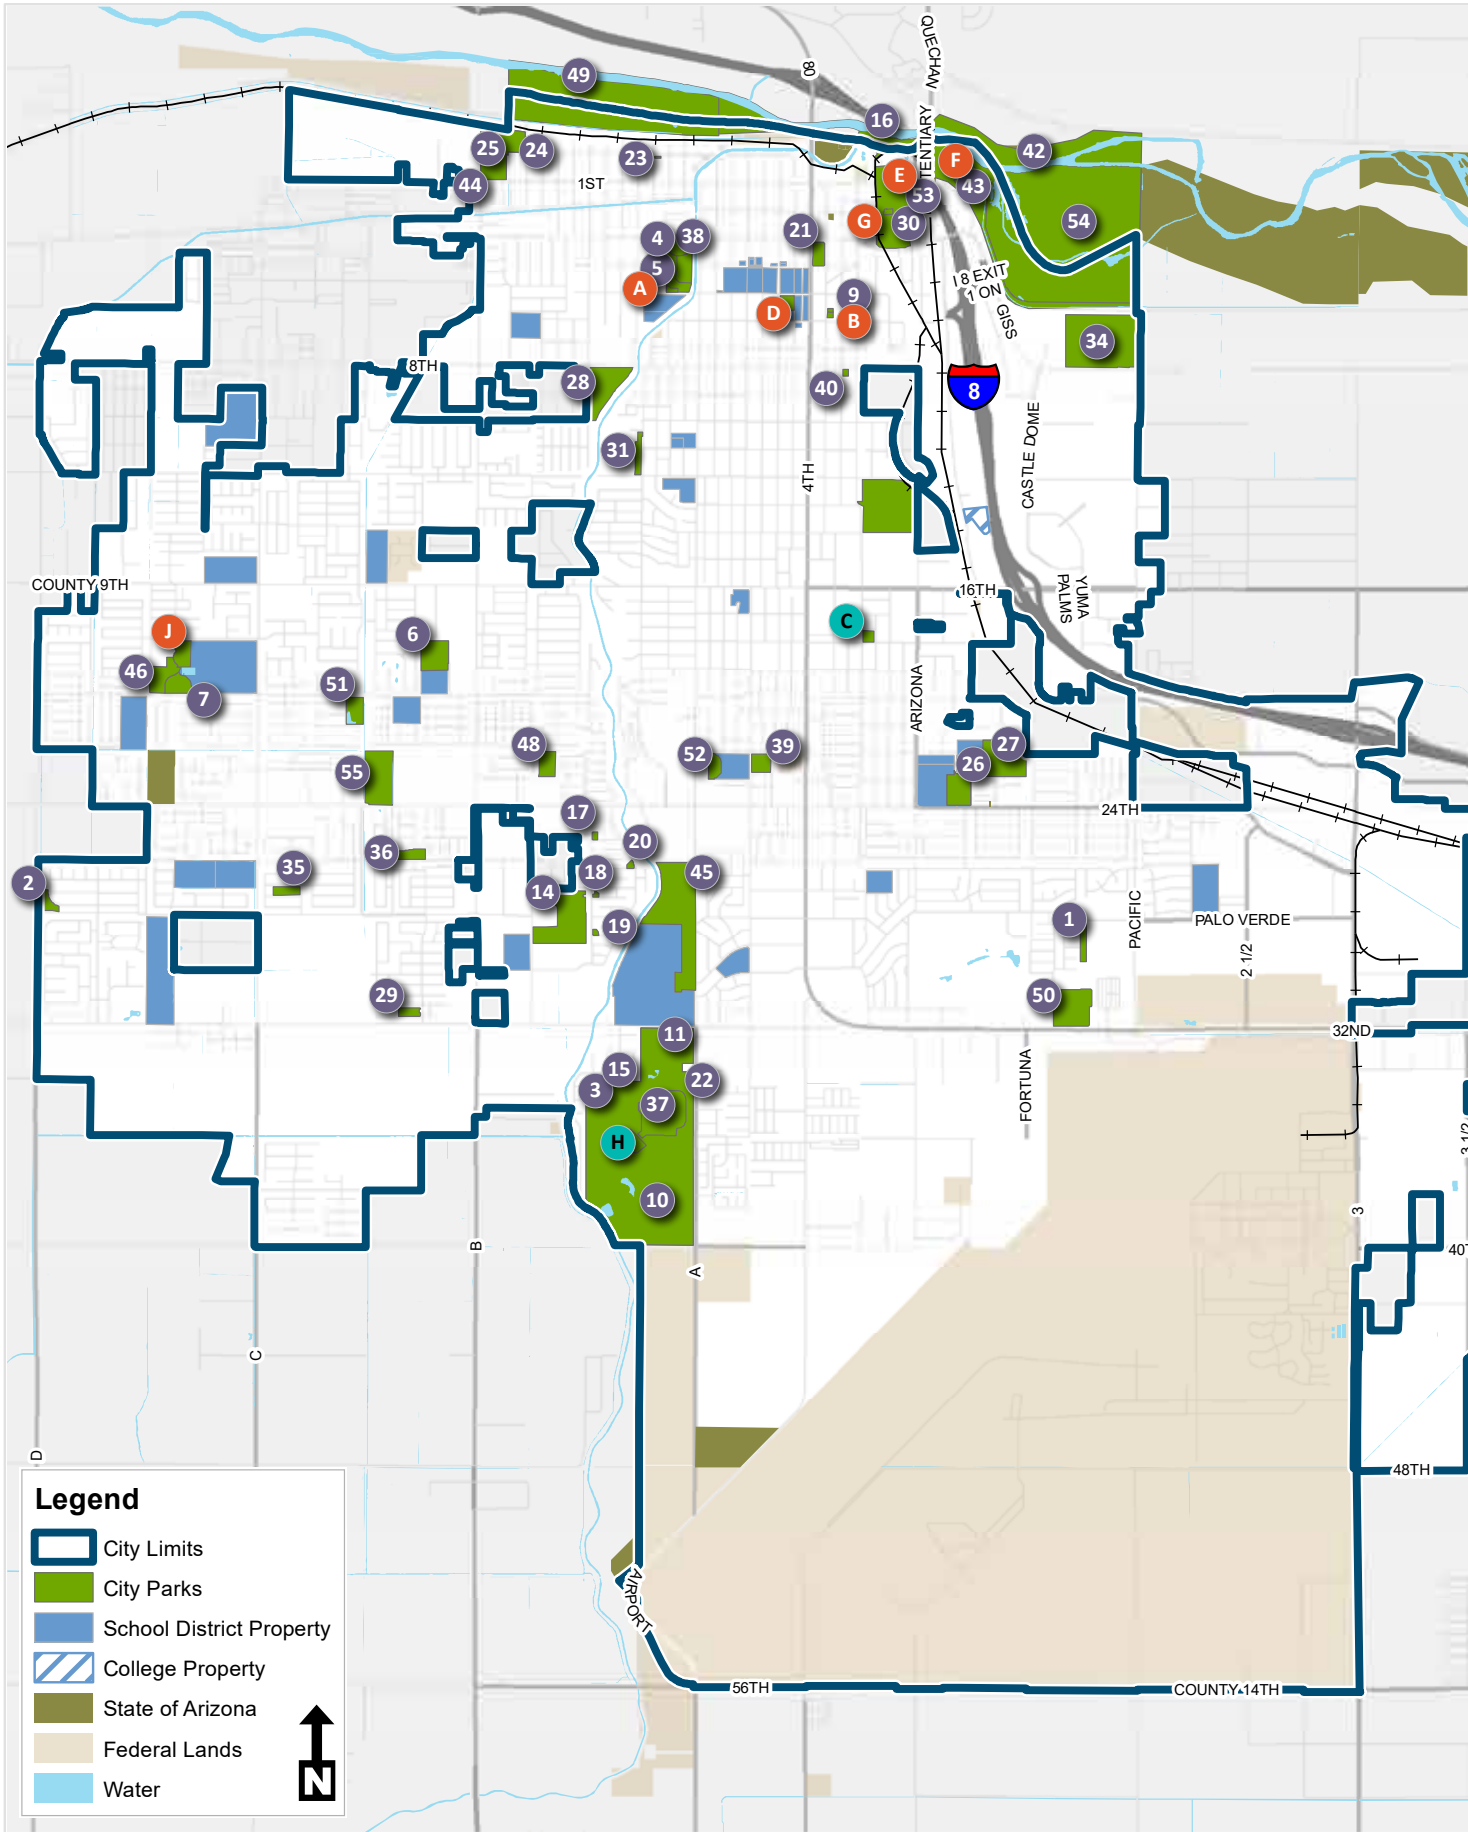 QUECHAN
80
49
16
TENTIARY
25
24
23
42
F
E
44
1ST
43
53
54
G
30
21
4
38
5
I 8 EXIT
1 ON
GISS
A
9
D
B
34
8TH
28
40
8
31
CASTLE DOME
4TH
COUNTY 9TH
16TH
YUMA
PALMS
C
J
6
46
51
7
ARIZONA
48
52
39
27
26
55
17
24TH
20
36
35
18
45
2
14
1
PACIFIC
PALO VERDE
19
2 1/2
29
50
11
32ND
15
22
3
37
FORTUNA
H
3 1/2
10
3
B
A
40T
C
D
48TH
Legend
City Limits
City Parks
School District Property
College Property
State of Arizona
Federal Lands
Water
N
AIRPORT
56TH
COUNTY 14TH